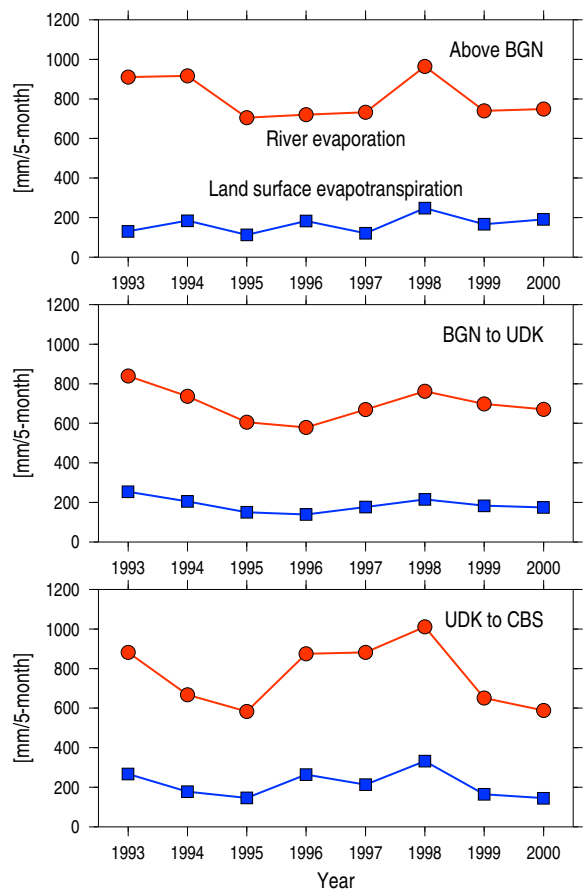 1200
1000
800
600
400
200
0
[mm/5-month]
Above BGN
River evaporation
Land surface evapotranspiration
1993 1994 1995 1996 1997 1998 1999 2000
1200
1000
800
600
400
200
0
[mm/5-month]
BGN to UDK
1993 1994 1995 1996 1997 1998 1999 2000
1200
1000
800
600
400
200
0
[mm/5-month]
UDK to CBS
1993 1994 1995 1996 1997 1998 1999 2000
Year